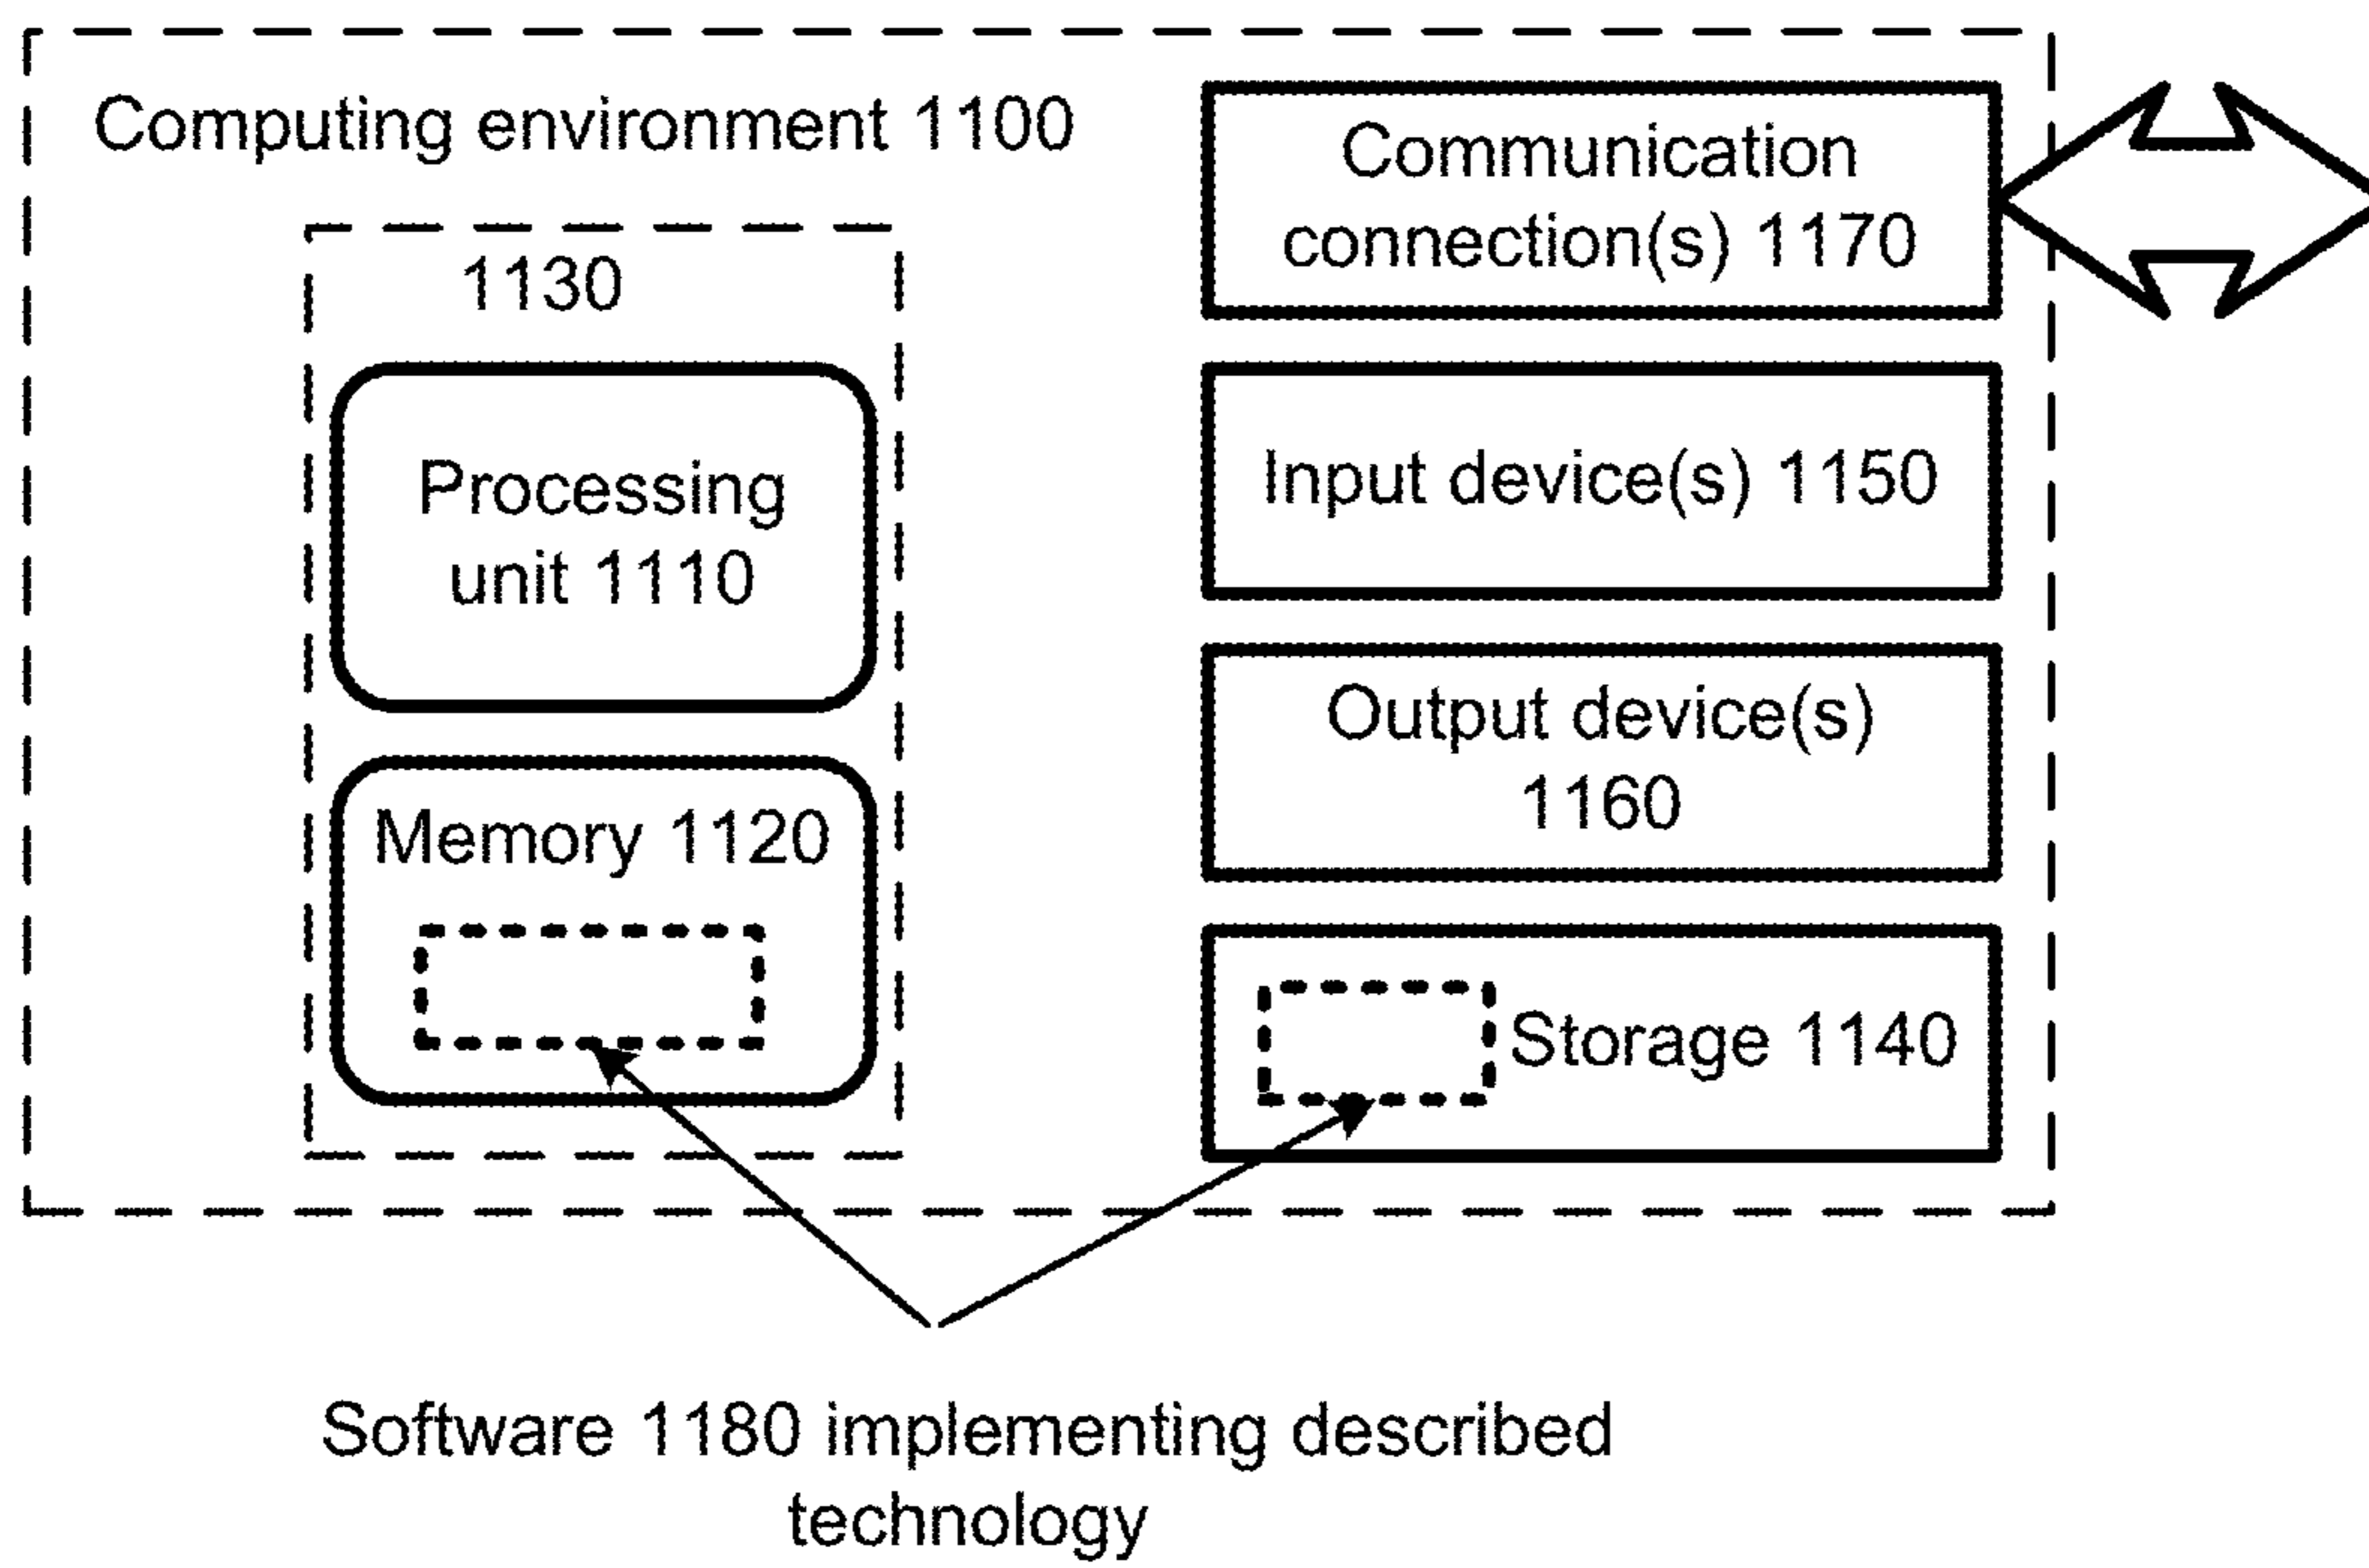 Computing environment 1100
1130
Processing
unit 1110
Memory 1120
Communication
connection(s) 1170
Input device(s) 1150
Output device(s)
1160
Storage 1140
Software 1180 implementing described
technology